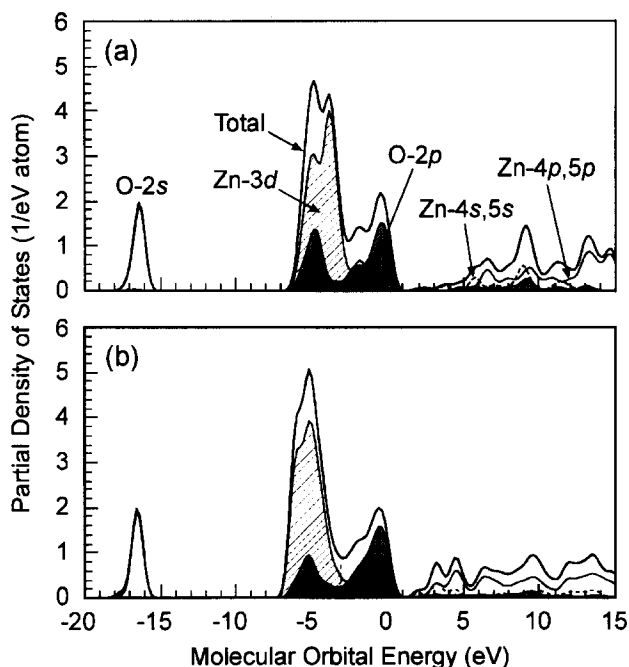 Partial Density of States (1/eV atom)
6
(a)
5
Total
4
O-2p
3
O-2s
Zn-3d
Zn-4p,5p
2
Zn-4s,5s
1
0
6
(b)
5
4
3
2
1
0
-20 -15 -10 -5 0 5 10 15
Molecular Orbital Energy (eV)